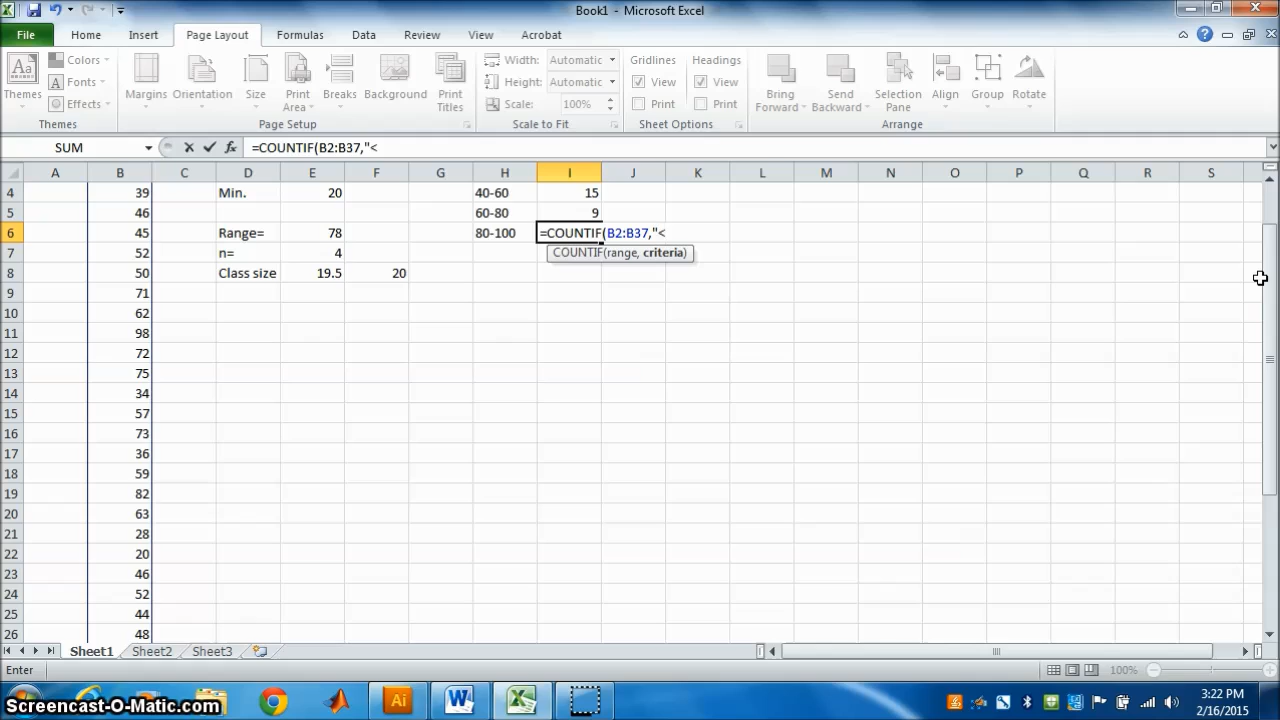 Book1 - Microsoft Excel
File Home Insert Page Layout Formulas Data Review View Acrobat
Colors Width: Automatic Gridlines Headings
Themes Fonts Margins Orientation Size Print Area Breaks Background Print Titles Height: Automatic View View Bring Forward Send Backward Selection Pane Align Group Rotate
Effects Scale: 100% Print Print
Themes Page Setup Scale to Fit Sheet Options Arrange
SUM fx =COUNTIF(B2:B37,"<
A B C D E F G H I J K L M N O P Q R S
4 39 Min. 20 40-60 15
5 46 60-80 9
6 45 Range= 78 80-100 =COUNTIF(B2:B37,"<
7 52 n= 4 COUNTIF(range, criteria)
8 50 Class size 19.5 20
9 71
10 62
11 98
12 72
13 75
14 34
15 57
16 73
17 36
18 59
19 82
20 63
21 28
22 20
23 46
24 52
25 44
26 48
Sheet1 Sheet2 Sheet3
Enter 100%
Screencast-O-Matic.com Ai W 3:22 PM
2/16/2015